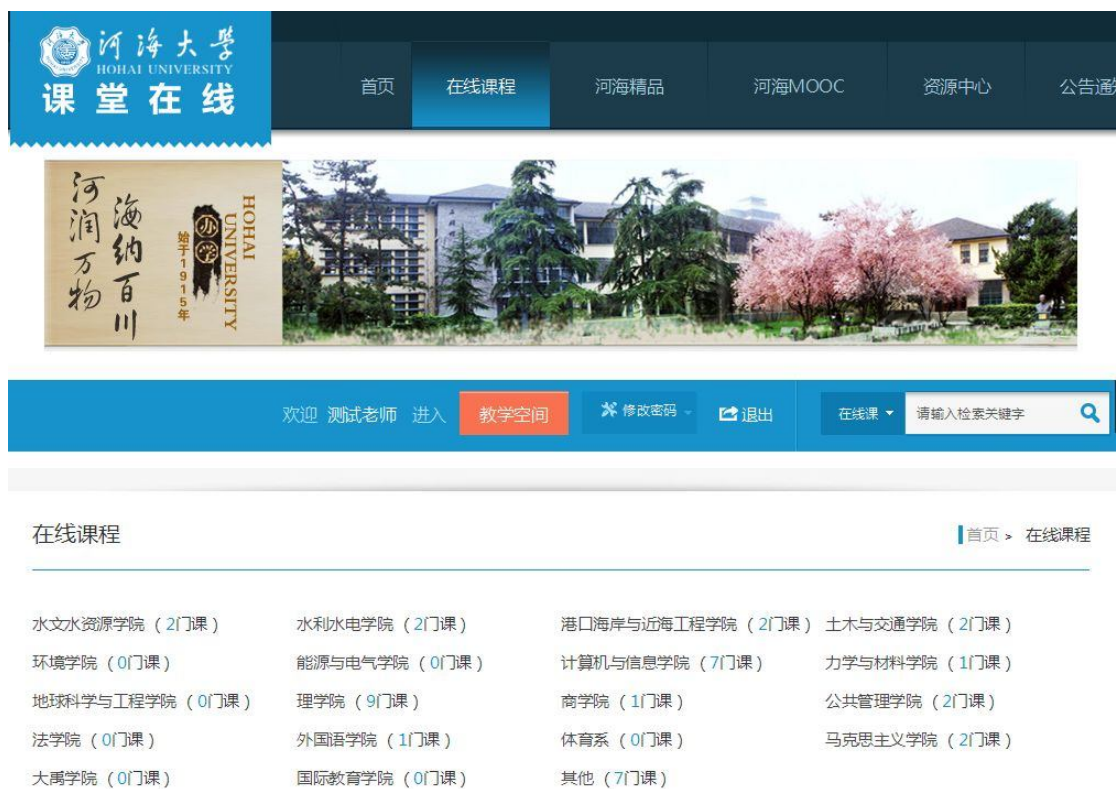 河海大學
HOHAI UNIVERSITY
课堂在线
首页 在线课程 河海精品 河海MOOC 资源中心 公告通
海纳百川
河润万物
HOHAI UNIVERSITY
办学
始于1915年
欢迎 测试老师 进入 教学空间 修改密码 退出 在线课 请输入检索关键字
在线课程
首页 > 在线课程
水文水资源学院 (2门课) 水利水电学院 (2门课) 港口海岸与近海工程学院 (2门课) 土木与交通学院 (2门课)
环境学院 (0门课) 能源与电气学院 (0门课) 计算机与信息学院 (7门课) 力学与材料学院 (1门课)
地球科学与工程学院 (0门课) 理学院 (9门课) 商学院 (1门课) 公共管理学院 (2门课)
法学院 (0门课) 外国语学院 (1门课) 体育系 (0门课) 马克思主义学院 (2门课)
大禹学院 (0门课) 国际教育学院 (0门课) 其他 (7门课)